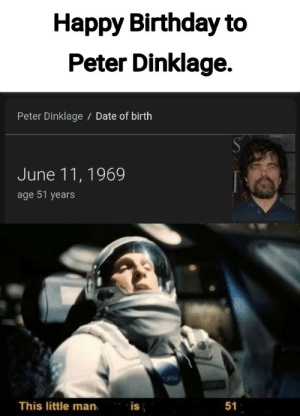 Happy Birthday to
Peter Dinklage.
Peter Dinklage / Date of birth
June 11, 1969
age 51 years
This little man is 51